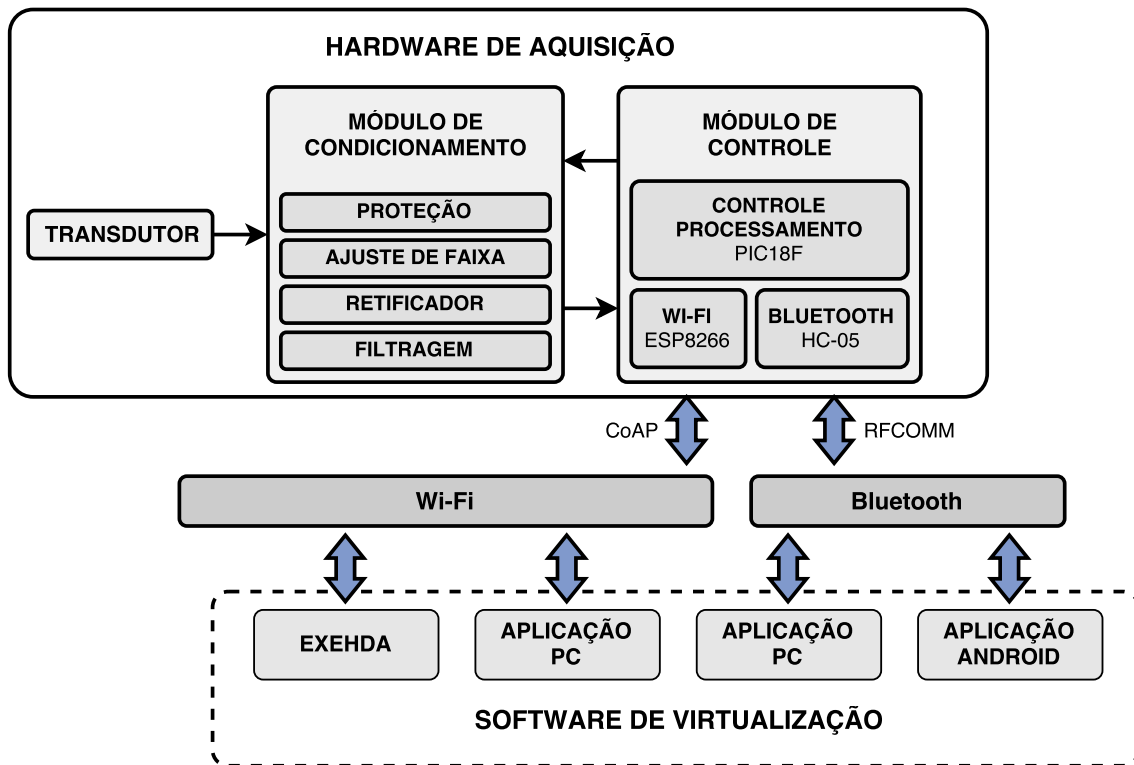 HARDWARE DE AQUISIÇÃO
TRANSDUTOR
MÓDULO DE
CONDICIONAMENTO
PROTEÇÃO
AJUSTE DE FAIXA
RETIFICADOR
FILTRAGEM
MÓDULO DE
CONTROLE
CONTROLE
PROCESSAMENTO
PIC18F
WI-FI
ESP8266
BLUETOOTH
HC-05
CoAP
RFCOMM
Wi-Fi
Bluetooth
EXEHDA
APLICAÇÃO
PC
APLICAÇÃO
PC
APLICAÇÃO
ANDROID
SOFTWARE DE VIRTUALIZAÇÃO